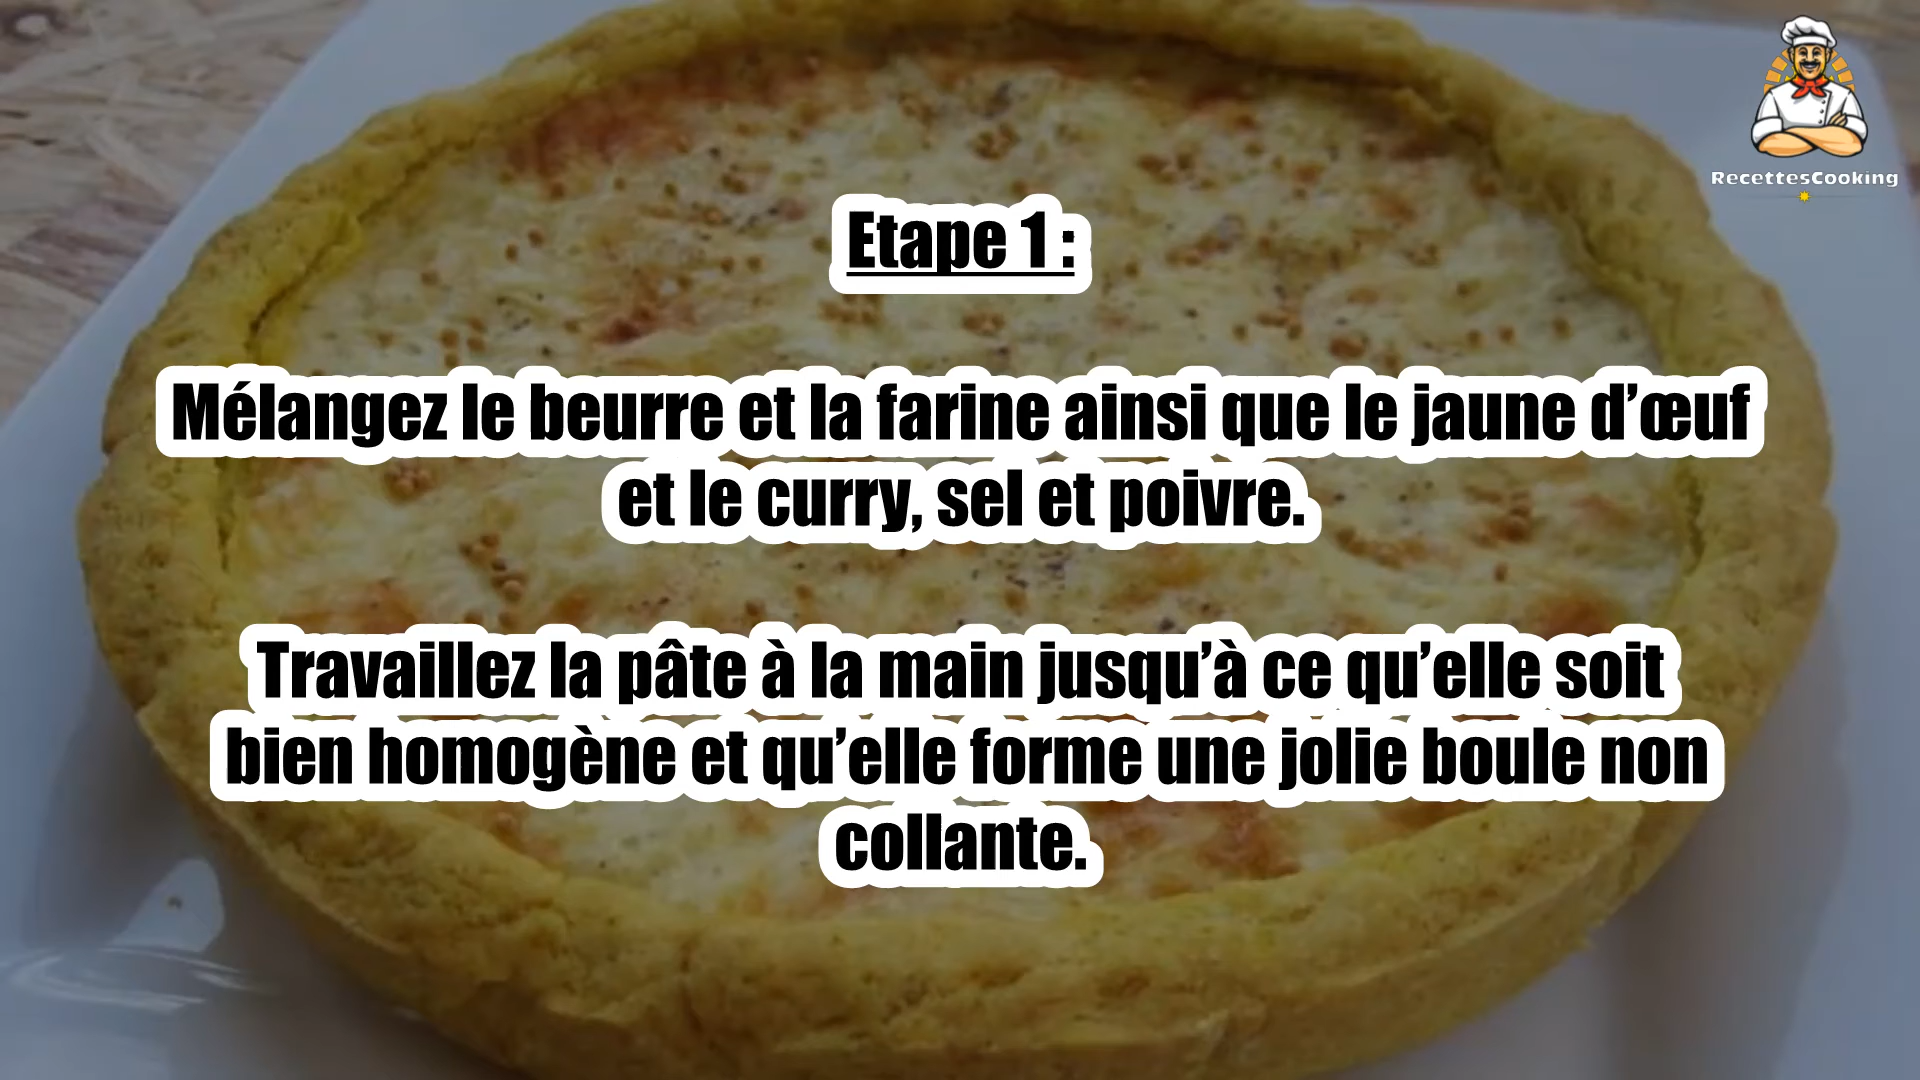 RecettesCooking
Etape 1 :
Mélangez le beurre et la farine ainsi que le jaune d’œuf
et le curry, sel et poivre.
Travaillez la pâte à la main jusqu’à ce qu’elle soit
bien homogène et qu’elle forme une jolie boule non
collante.